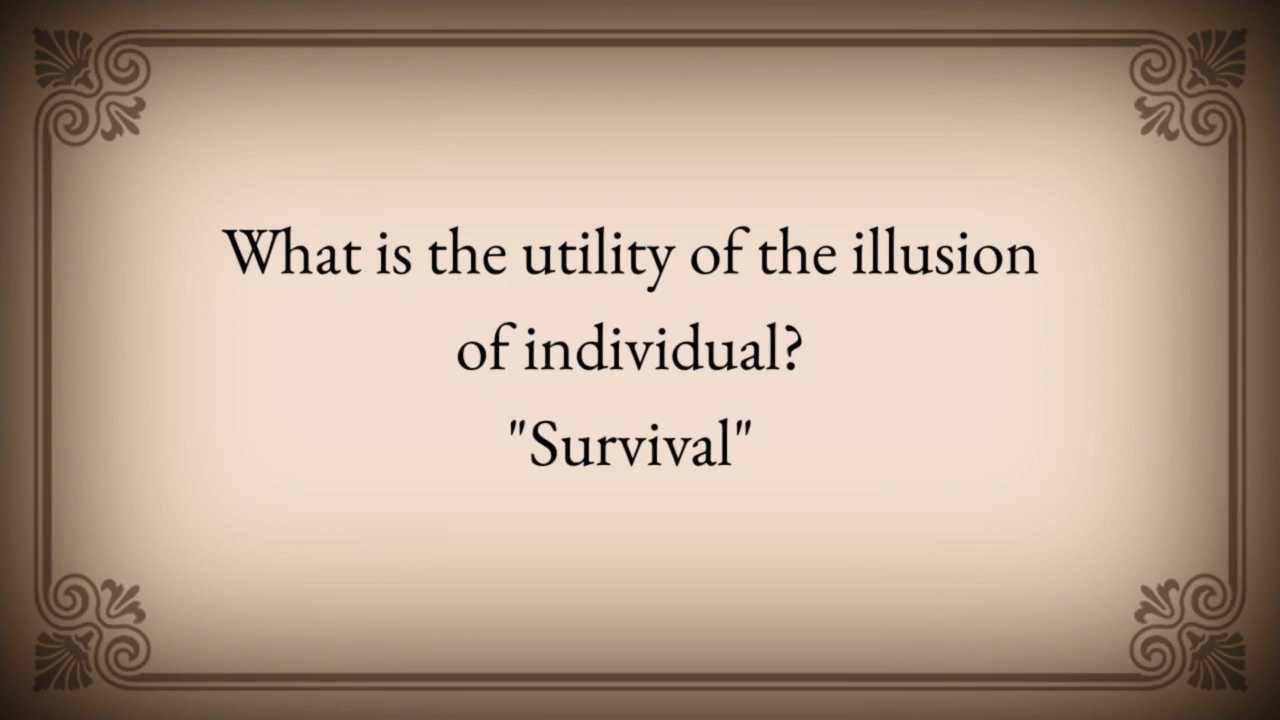 What is the utility of the illusion
of individual?
"Survival"